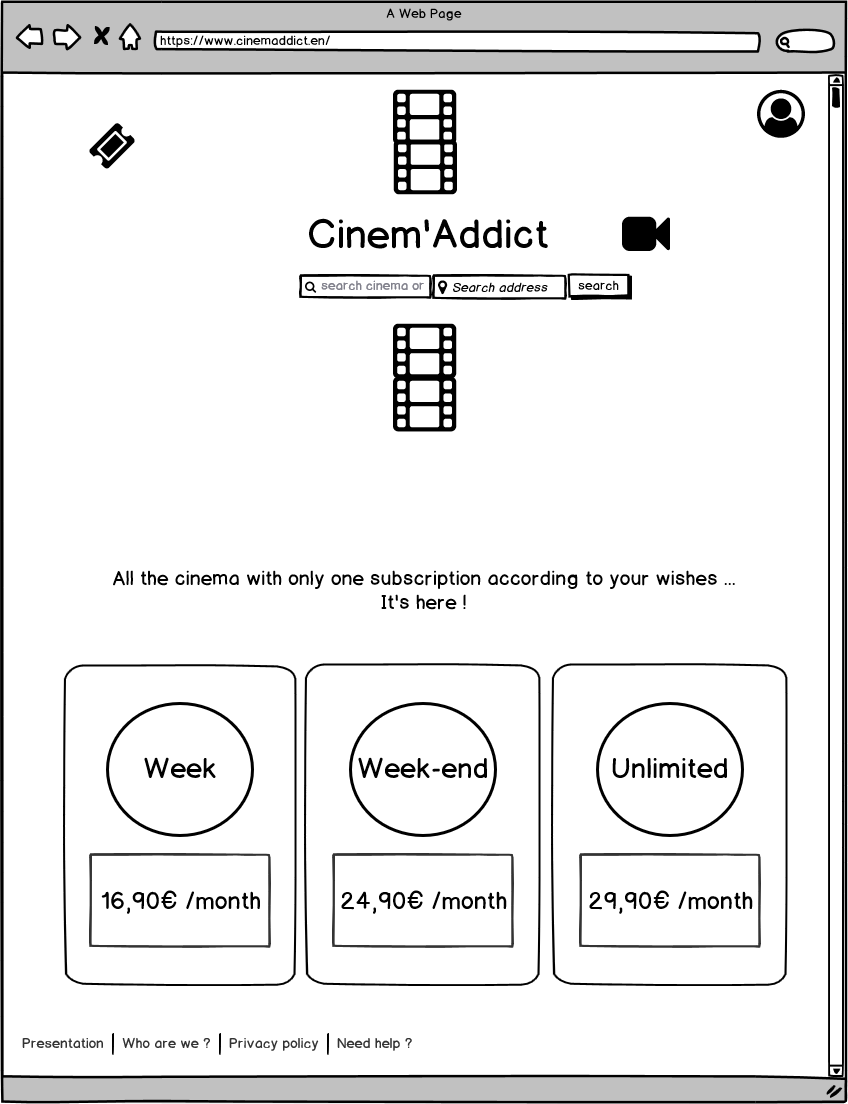 A Web Page
https://www.cinemaddict.en/
Cinem'Addict
search cinema or
Search address
search
All the cinema with only one subscription according to your wishes ...
It's here !
Week
Week-end
Unlimited
16,90€ /month
24,90€ /month
29,90€ /month
Presentation
Who are we ?
Privacy policy
Need help ?